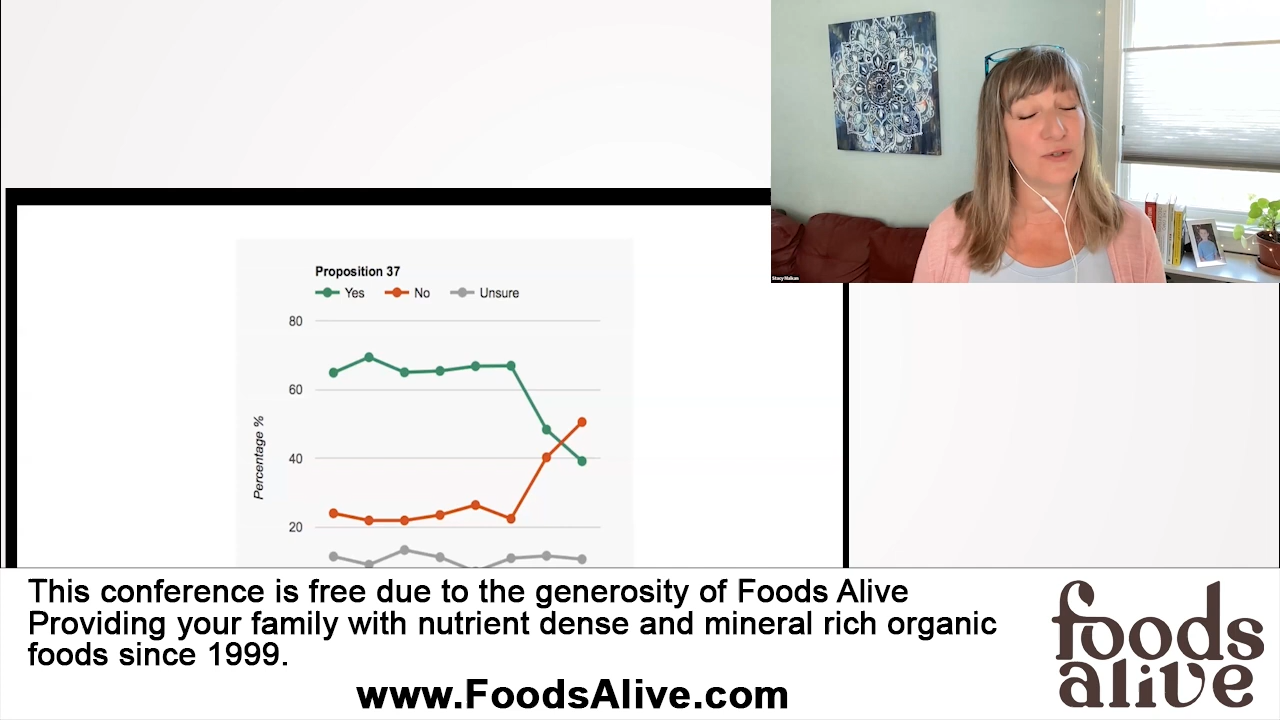 Stacy Malkan
Proposition 37
Yes No Unsure
80
60
40
20
Percentage %
This conference is free due to the generosity of Foods Alive
Providing your family with nutrient dense and mineral rich organic
foods since 1999.
www.FoodsAlive.com
foods
alive